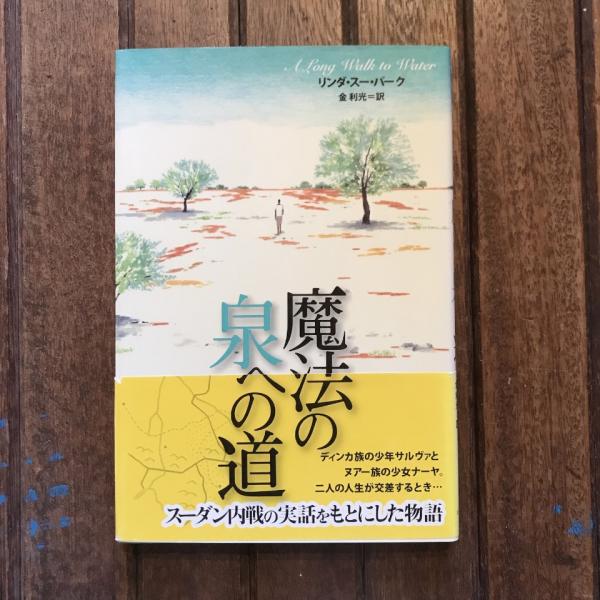 A Long Walk to Water
リンダ・スー・パーク
金 利光＝訳
魔法の
泉への道
ディンカ族の少年サルヴァと
ヌアー族の少女ナーヤ。
二人の人生が交差するとき…
スーダン内戦の実話をもとにした物語